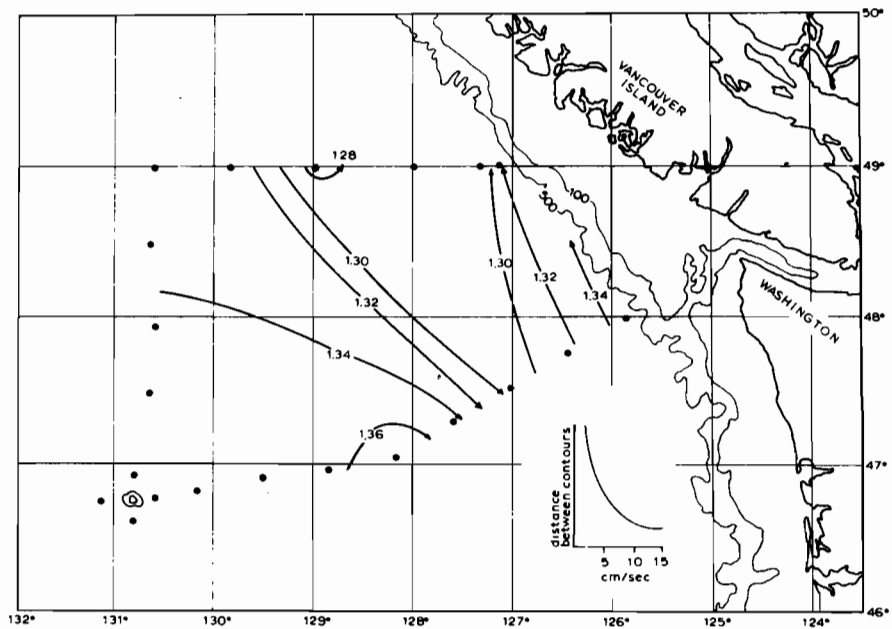 50°
VANCOUVER
ISLAND
128
49°
100
500
1.30
1.30
1.32
1.32
1.34
WASHINGTON
48°
1.34
1.36
47°
distance
between contours
5 10 15
cm/sec
46°
132° 131° 130° 129° 128° 127° 126° 125° 124°